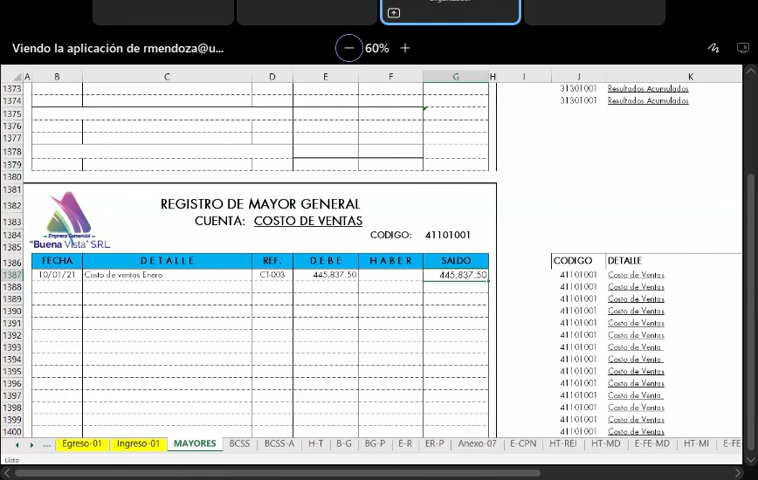 Viendo la aplicación de rmendoza@u...
60%
A B C D E F G H I J K
1373 31301001 Resultados Acumulados
1374 31301001 Resultados Acumulados
1375
1376
1377
1378
1379
1380
1381
1382 REGISTRO DE MAYOR GENERAL
1383 CUENTA: COSTO DE VENTAS
1384 CODIGO: 41101001
Empresa Comercial
"Buena Vista" S.R.L.
1385
1386 FECHA DETALLE REF. DEBE HABER SALDO CODIGO DETALLE
1387 10/01/21 Costo de ventas Enero CT-003 445,837.50 445,837.50 41101001 Costo de Ventas
1388 41101001 Costo de Ventas
1389 41101001 Costo de Ventas
1390 41101001 Costo de Ventas
1391 41101001 Costo de Ventas
1392 41101001 Costo de Venta
1393 41101001 Costo de Venta
1394 41101001 Costo de Venta
1395 41101001 Costo de Ventas
1396 41101001 Costo de Ventas
1397 41101001 Costo de Ventas
1398 41101001 Costo de Ventas
1399 41101001 Costo de Ventas
1400 41101001 Costo de Ventas
... Egreso-01 Ingreso-01 MAYORES BCSS BCSS-A H-T B-G BG-P E-R ER-P Anexo-07 E-CPN HT-REI HT-MD E-FE-MD HT-MI E-FE
Listo